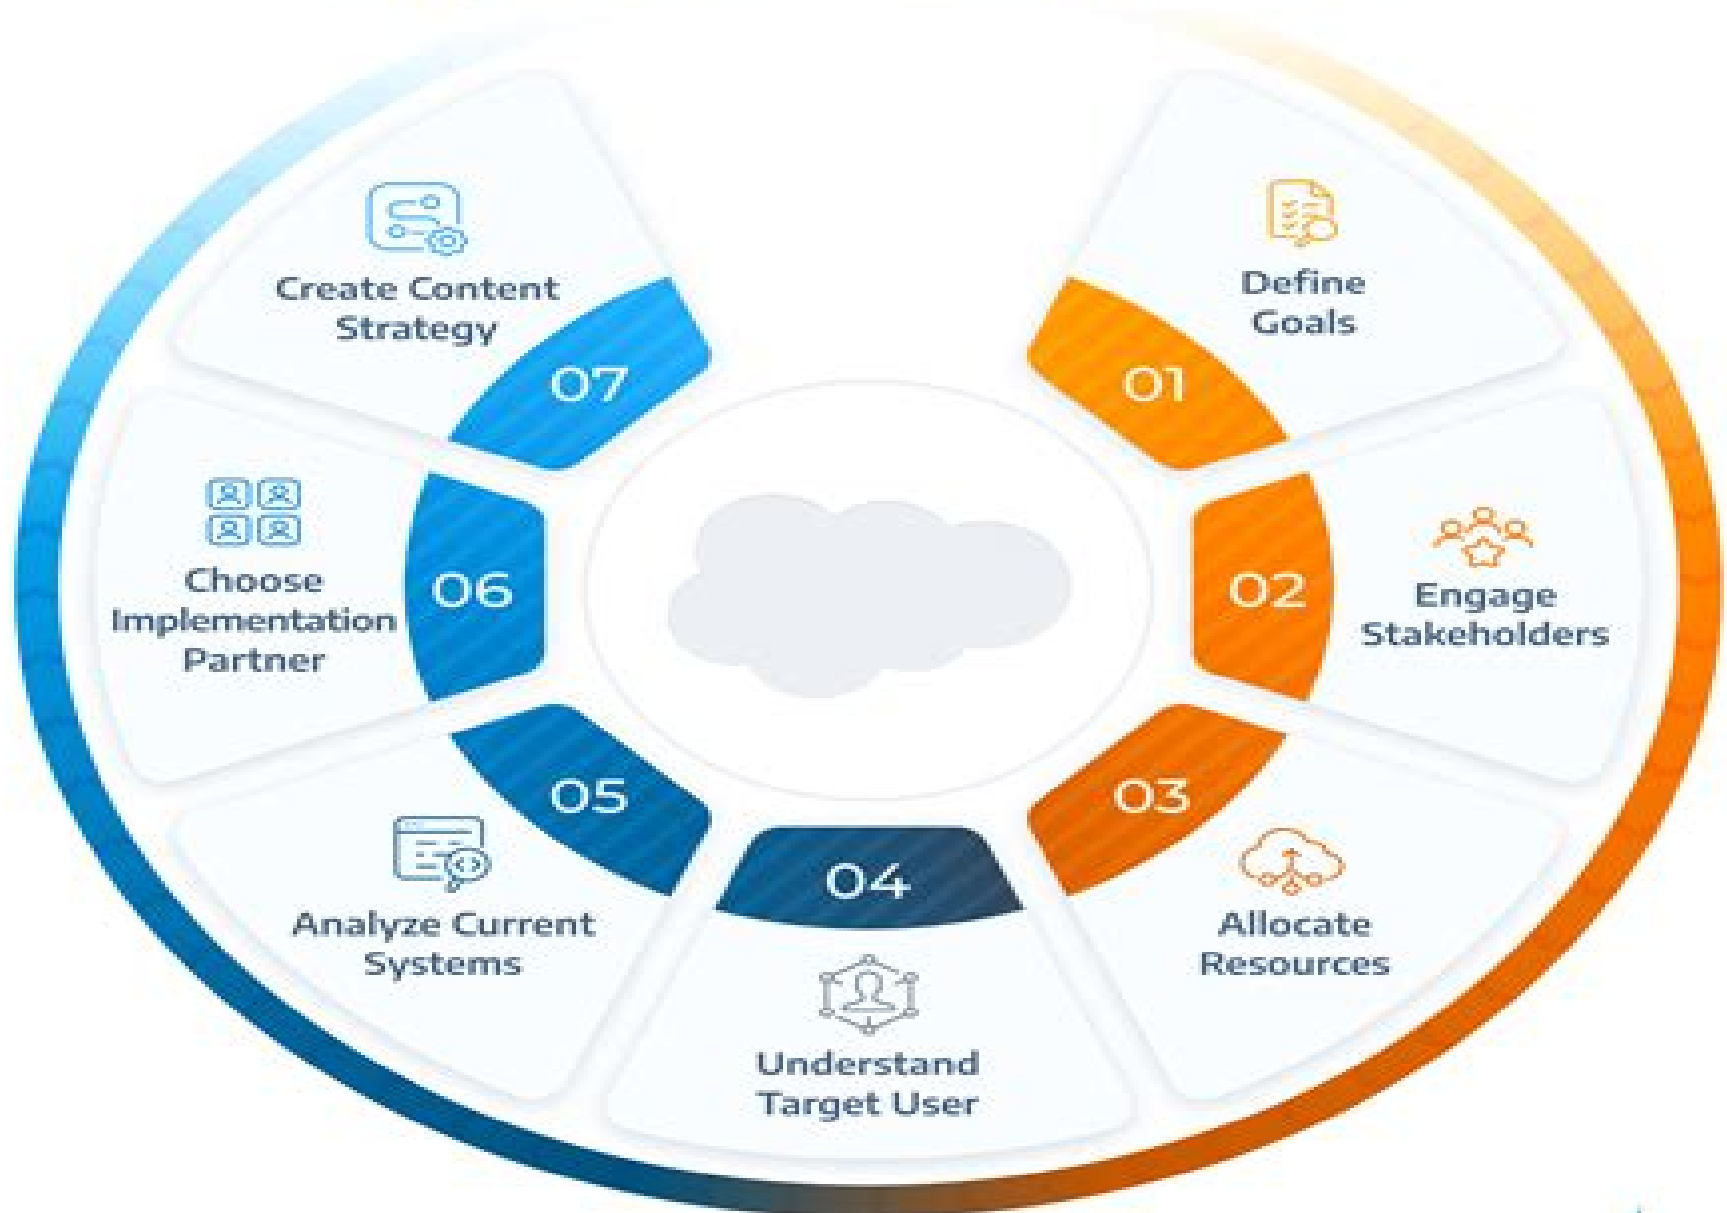 Define
Goals
01
02
Engage
Stakeholders
03
Allocate
Resources
04
Understand
Target User
05
Analyze Current
Systems
06
Choose
Implementation
Partner
07
Create Content
Strategy